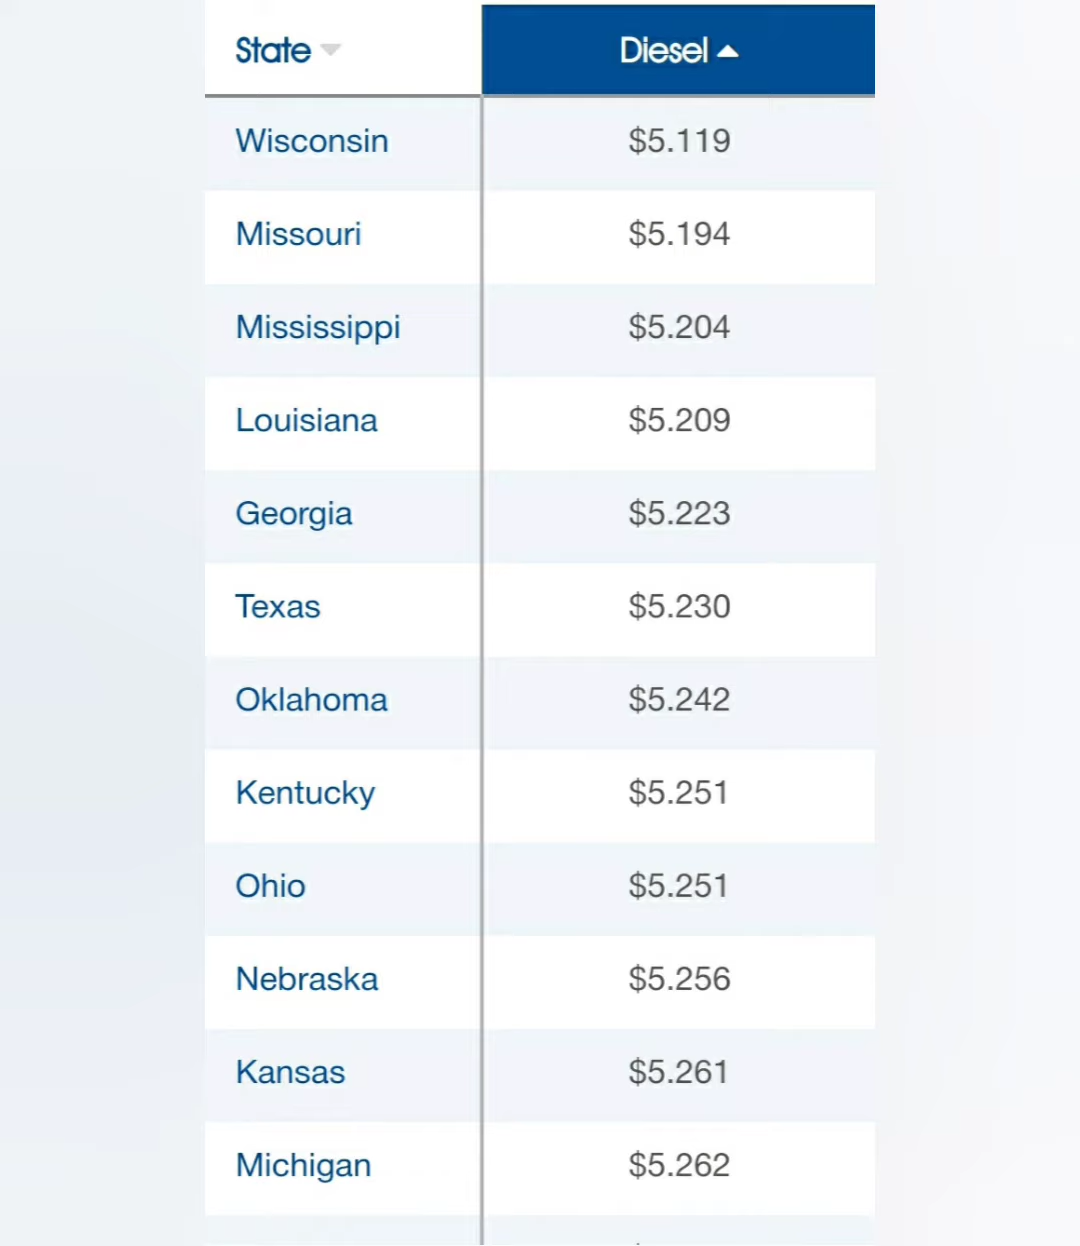 State Diesel
Wisconsin $5.119
Missouri $5.194
Mississippi $5.204
Louisiana $5.209
Georgia $5.223
Texas $5.230
Oklahoma $5.242
Kentucky $5.251
Ohio $5.251
Nebraska $5.256
Kansas $5.261
Michigan $5.262